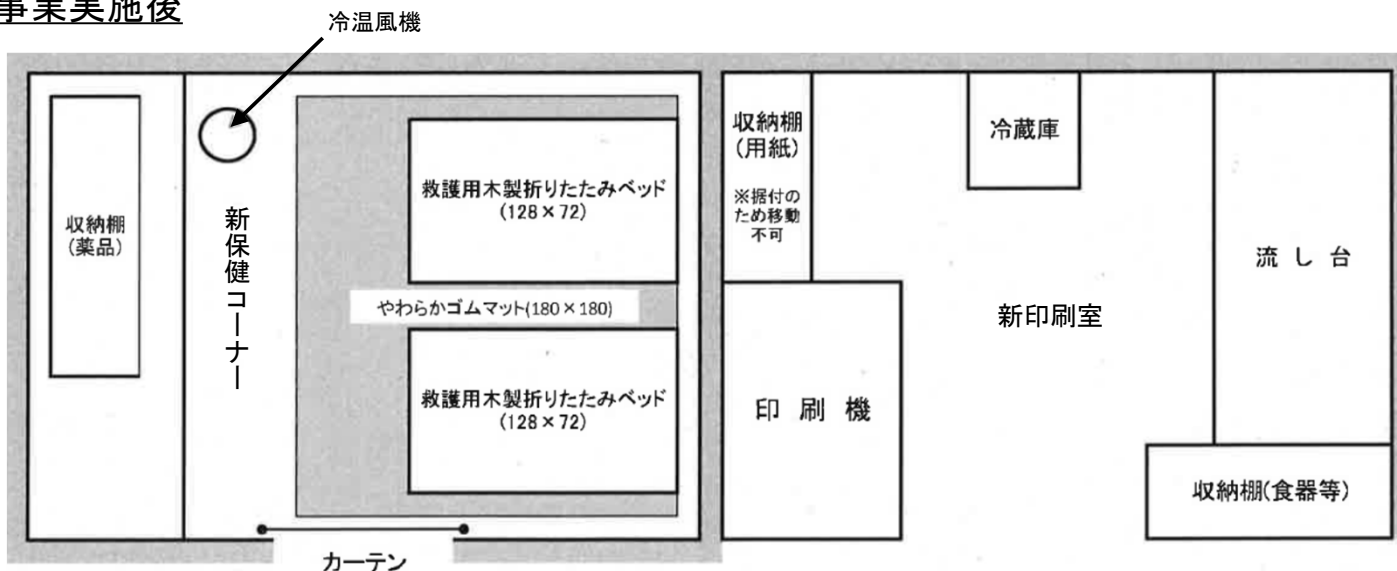 事業実施後
冷温風機
収納棚
(薬品)
新保健コーナー
救護用木製折りたたみベッド
(128×72)
やわらかゴムマット(180×180)
救護用木製折りたたみベッド
(128×72)
カーテン
収納棚
(用紙)
※据付の
ため移動
不可
冷蔵庫
印刷機
新印刷室
流し台
収納棚(食器等)